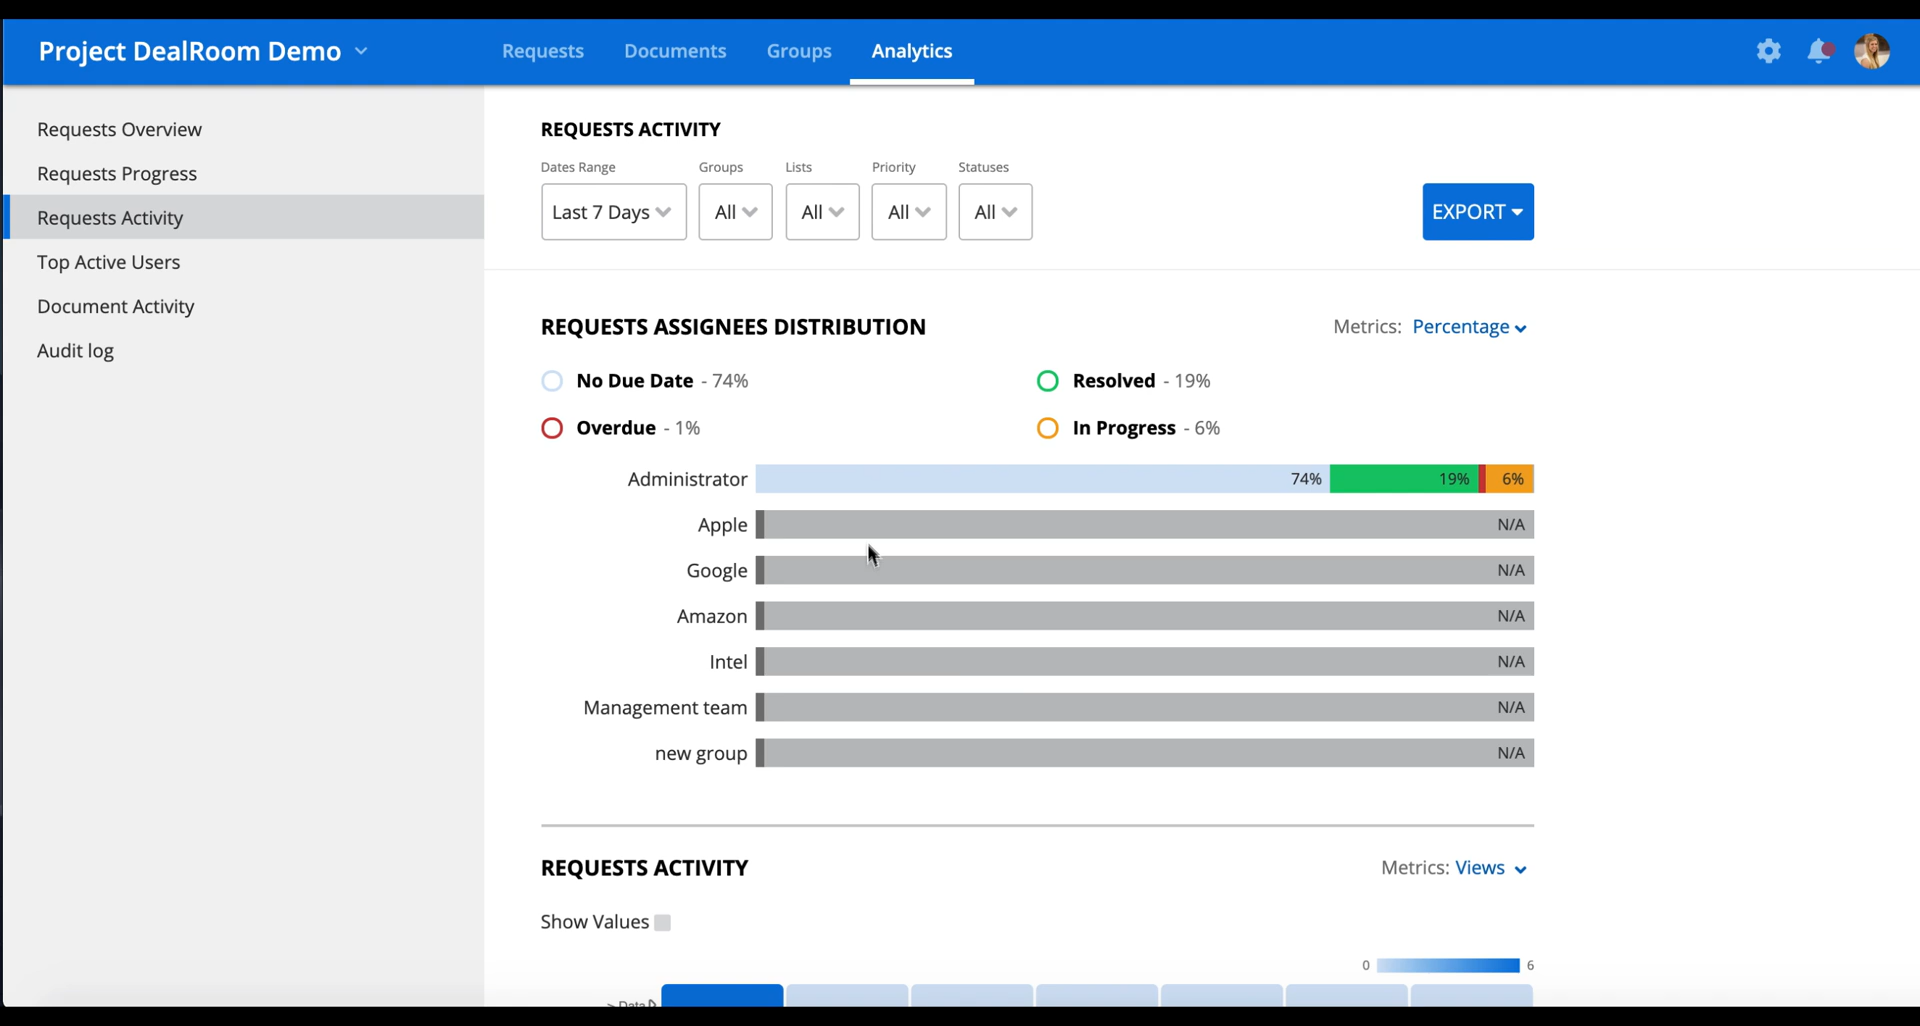 Project DealRoom Demo
Requests Documents Groups Analytics
Requests Overview
Requests Progress
Requests Activity
Top Active Users
Document Activity
Audit log
REQUESTS ACTIVITY
Dates Range Groups Lists Priority Statuses
Last 7 Days All All All All EXPORT
REQUESTS ASSIGNEES DISTRIBUTION Metrics: Percentage
No Due Date - 74% Resolved - 19%
Overdue - 1% In Progress - 6%
Administrator 74% 19% 6%
Apple N/A
Google N/A
Amazon N/A
Intel N/A
Management team N/A
new group N/A
REQUESTS ACTIVITY Metrics: Views
Show Values
0 6